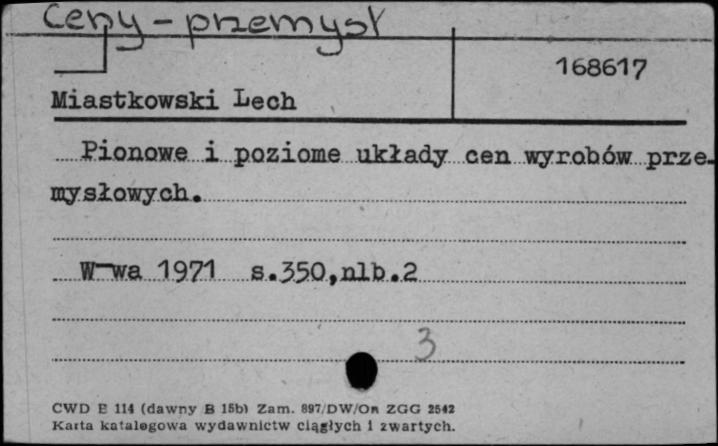 Ceny - przemysł
168617
Miastkowski Lech
Pionowe i poziome układy cen wyrobów prze-
mysłowych.
W-wa 1971 s.350,nlb.2
3
CWD E 114 (dawny B 15b) Zam. 897/DW/On ZGG 2542
Karta katalogowa wydawnictw ciągłych i zwartych.